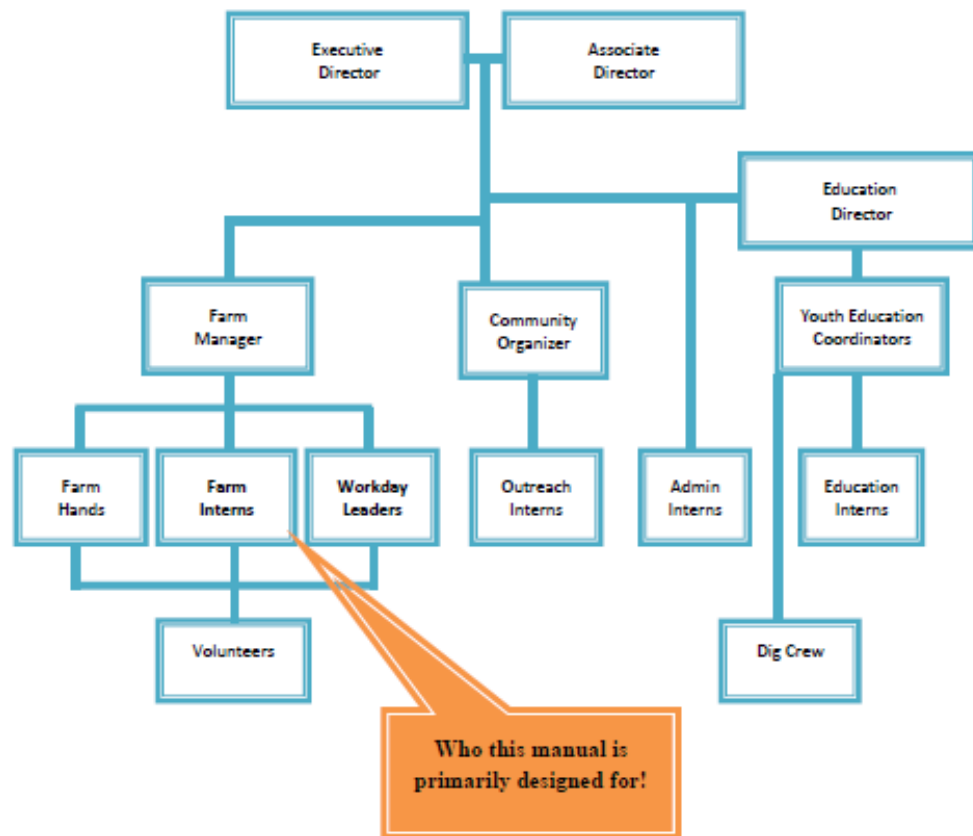 Executive
Director
Associate
Director
Education
Director
Farm
Manager
Community
Organizer
Youth Education
Coordinators
Farm
Hands
Farm
Interns
Workday
Leaders
Outreach
Interns
Admin
Interns
Education
Interns
Volunteers
Dig Crew
Who this manual is
primarily designed for!